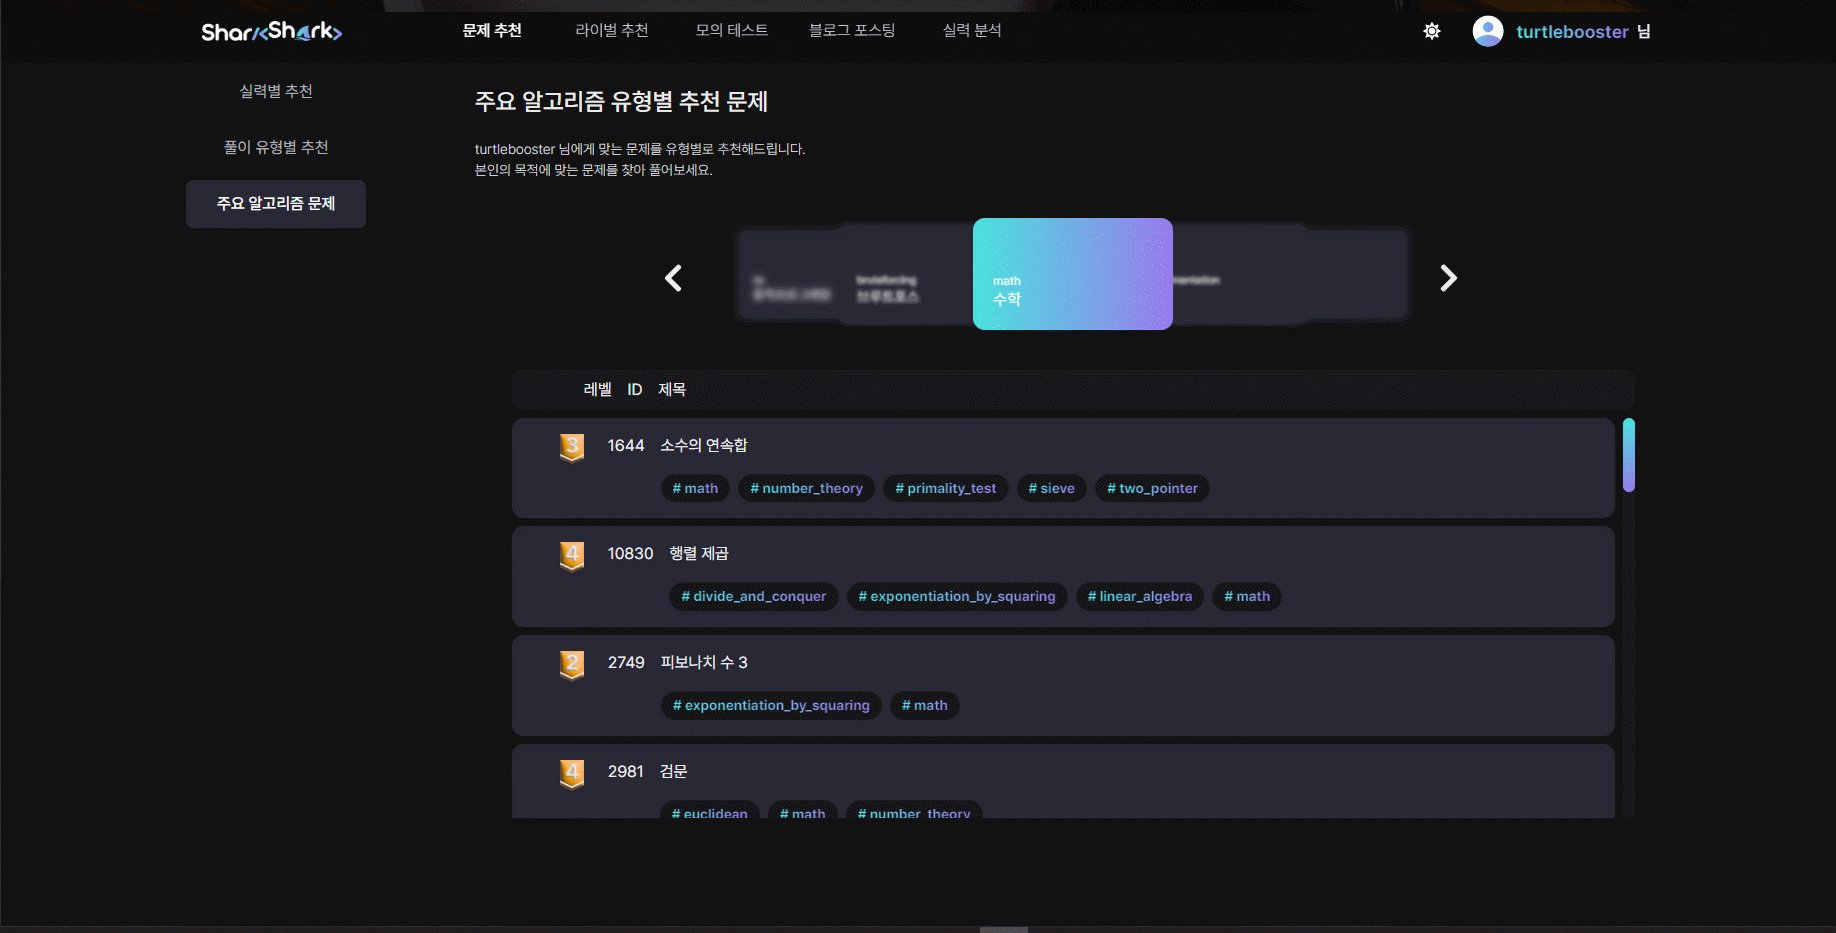 SharkShark
문제 추천
라이벌 추천
모의 테스트
블로그 포스팅
실력 분석
turtlebooster 님
실력별 추천
풀이 유형별 추천
주요 알고리즘 문제
주요 알고리즘 유형별 추천 문제
turtlebooster 님에게 맞는 문제를 유형별로 추천해드립니다.
본인의 목적에 맞는 문제를 찾아 풀어보세요.
bruteforcing
브루트포스
math
수학
mentation
레벨 ID 제목
3 1644 소수의 연속합
# math # number_theory # primality_test # sieve # two_pointer
4 10830 행렬 제곱
# divide_and_conquer # exponentiation_by_squaring # linear_algebra # math
2 2749 피보나치 수 3
# exponentiation_by_squaring # math
4 2981 검문
# euclidean # math # number_theory